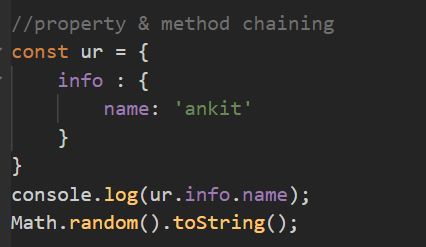 //property & method chaining
const ur = {
    info : {
        name: 'ankit'
    }
}
console.log(ur.info.name);
Math.random().toString();